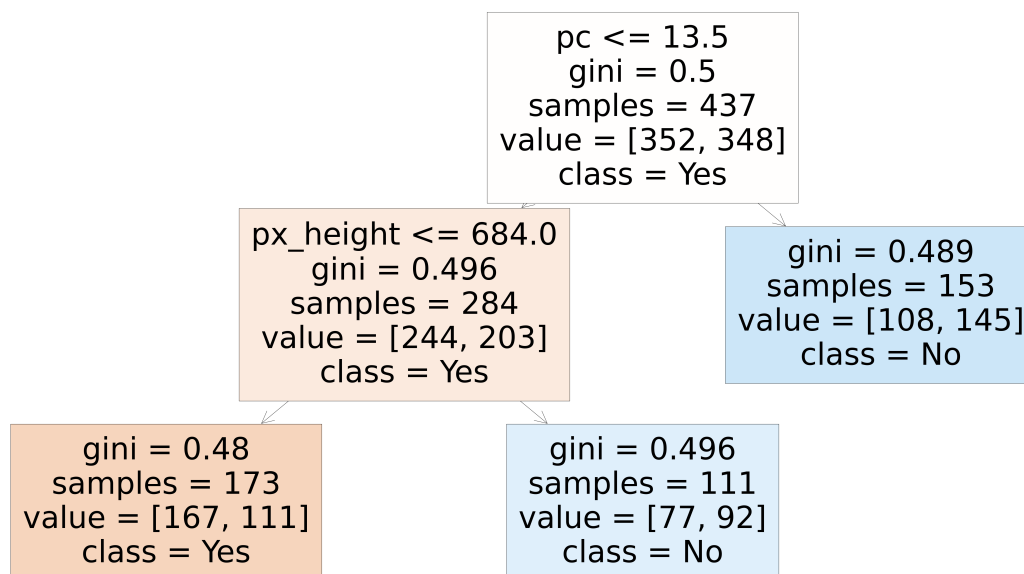 pc <= 13.5
gini = 0.5
samples = 437
value = [352, 348]
class = Yes
px_height <= 684.0
gini = 0.496
samples = 284
value = [244, 203]
class = Yes
gini = 0.489
samples = 153
value = [108, 145]
class = No
gini = 0.48
samples = 173
value = [167, 111]
class = Yes
gini = 0.496
samples = 111
value = [77, 92]
class = No